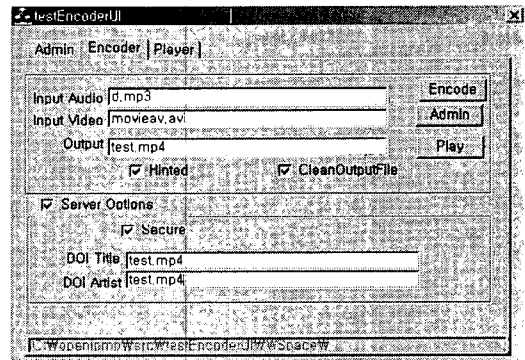 testEncoderUI
Admin Encoder Player
Input Audio d.mp3 Encode
Input Video movieav.avi Admin
Output test.mp4 Play
Hinted CleanOutputFile
Server Options
Secure
DOI Title test.mp4
DOI Artist test.mp4